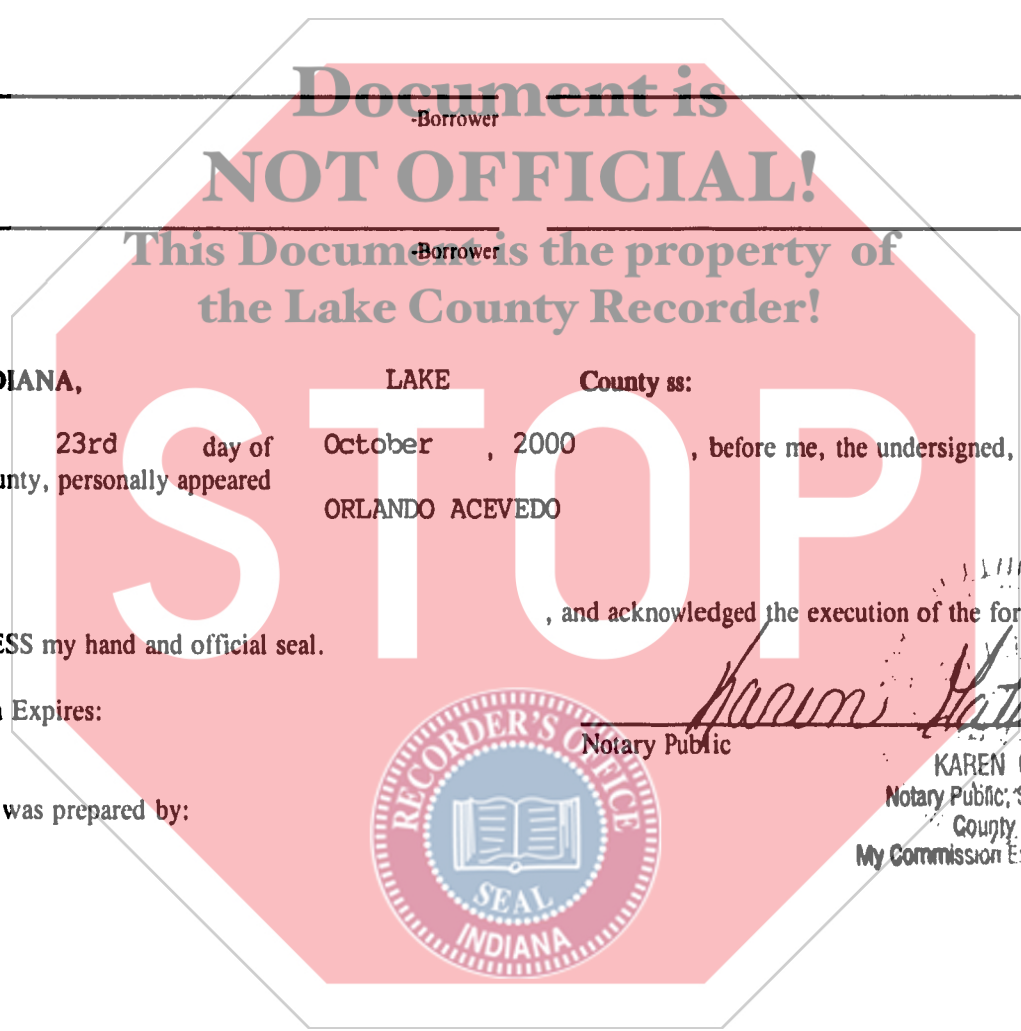 Document is
-Borrower
NOT OFFICIAL!
-Borrower
This Document is the property of
the Lake County Recorder!
DIANA, LAKE County ss:
STOP
23rd day of October , 2000 , before me, the undersigned,
unty, personally appeared
ORLANDO ACEVEDO
, and acknowledged the execution of the for
ESS my hand and official seal.
Expires:
Karen
Notary Public
KAREN
Notary Public,
was prepared by:
County
My Commission E
RECORDER'S OFFICE
SEAL
INDIANA